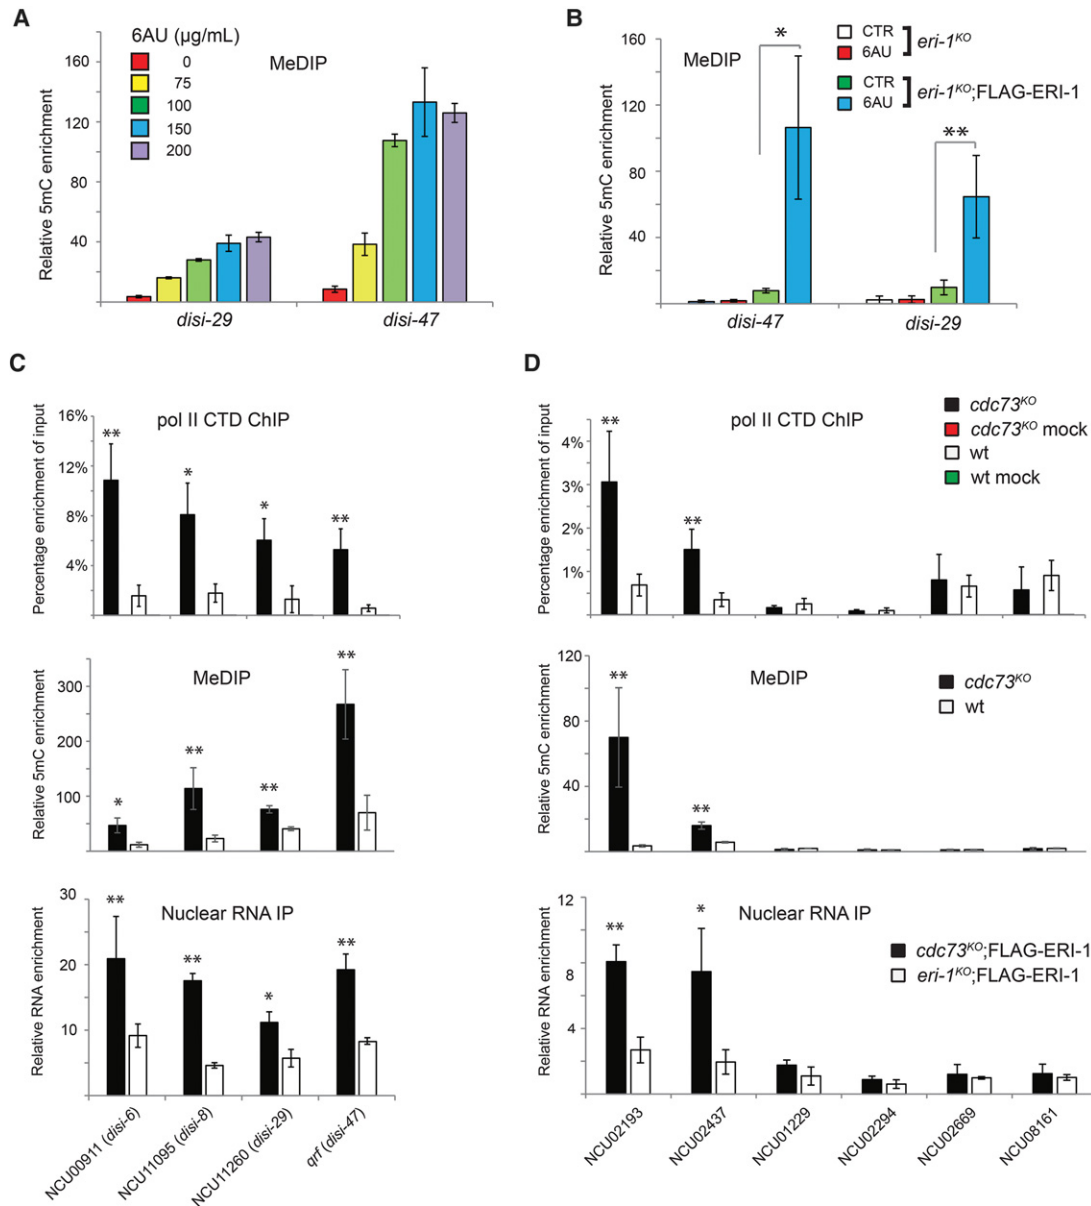 A
6AU (µg/mL)
0
75
100
150
200
MeDIP
Relative 5mC enrichment
160
120
80
40
disi-29
disi-47
B
MeDIP
CTR
6AU
eri-1KO
CTR
6AU
eri-1KO;FLAG-ERI-1
Relative 5mC enrichment
160
120
80
40
*
**
disi-47
disi-29
C
pol II CTD ChIP
Percentage enrichment of input
16%
12%
8%
4%
**
*
*
**
MeDIP
Relative 5mC enrichment
300
200
100
*
**
**
**
Nuclear RNA IP
Relative RNA enrichment
30
20
10
**
**
*
**
NCU00911 (disi-6)
NCU11095 (disi-8)
NCU11260 (disi-29)
qrf (disi-47)
D
pol II CTD ChIP
cdc73KO
cdc73KO mock
wt
wt mock
Percentage enrichment of input
4%
3%
2%
1%
**
**
MeDIP
cdc73KO
wt
Relative 5mC enrichment
120
80
40
**
**
Nuclear RNA IP
cdc73KO;FLAG-ERI-1
eri-1KO;FLAG-ERI-1
Relative RNA enrichment
12
8
4
**
*
NCU02193
NCU02437
NCU01229
NCU02294
NCU02669
NCU08161